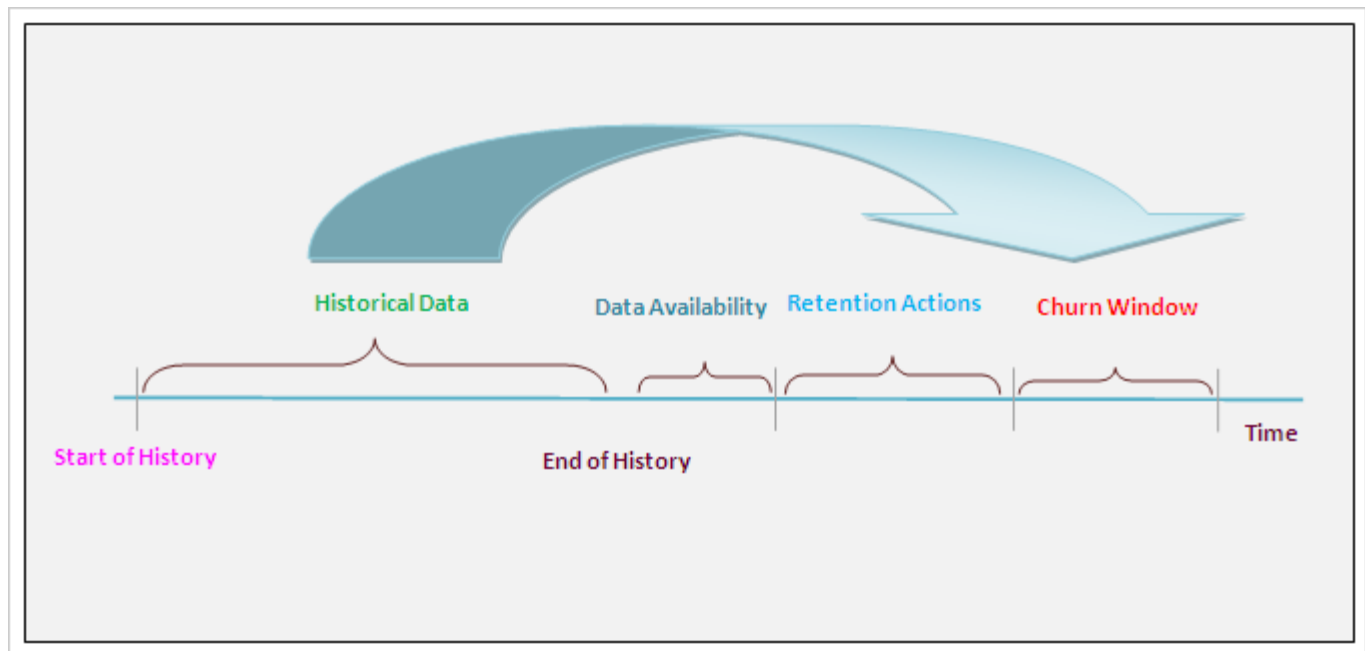 Historical Data
Data Availability
Retention Actions
Churn Window
Start of History
End of History
Time